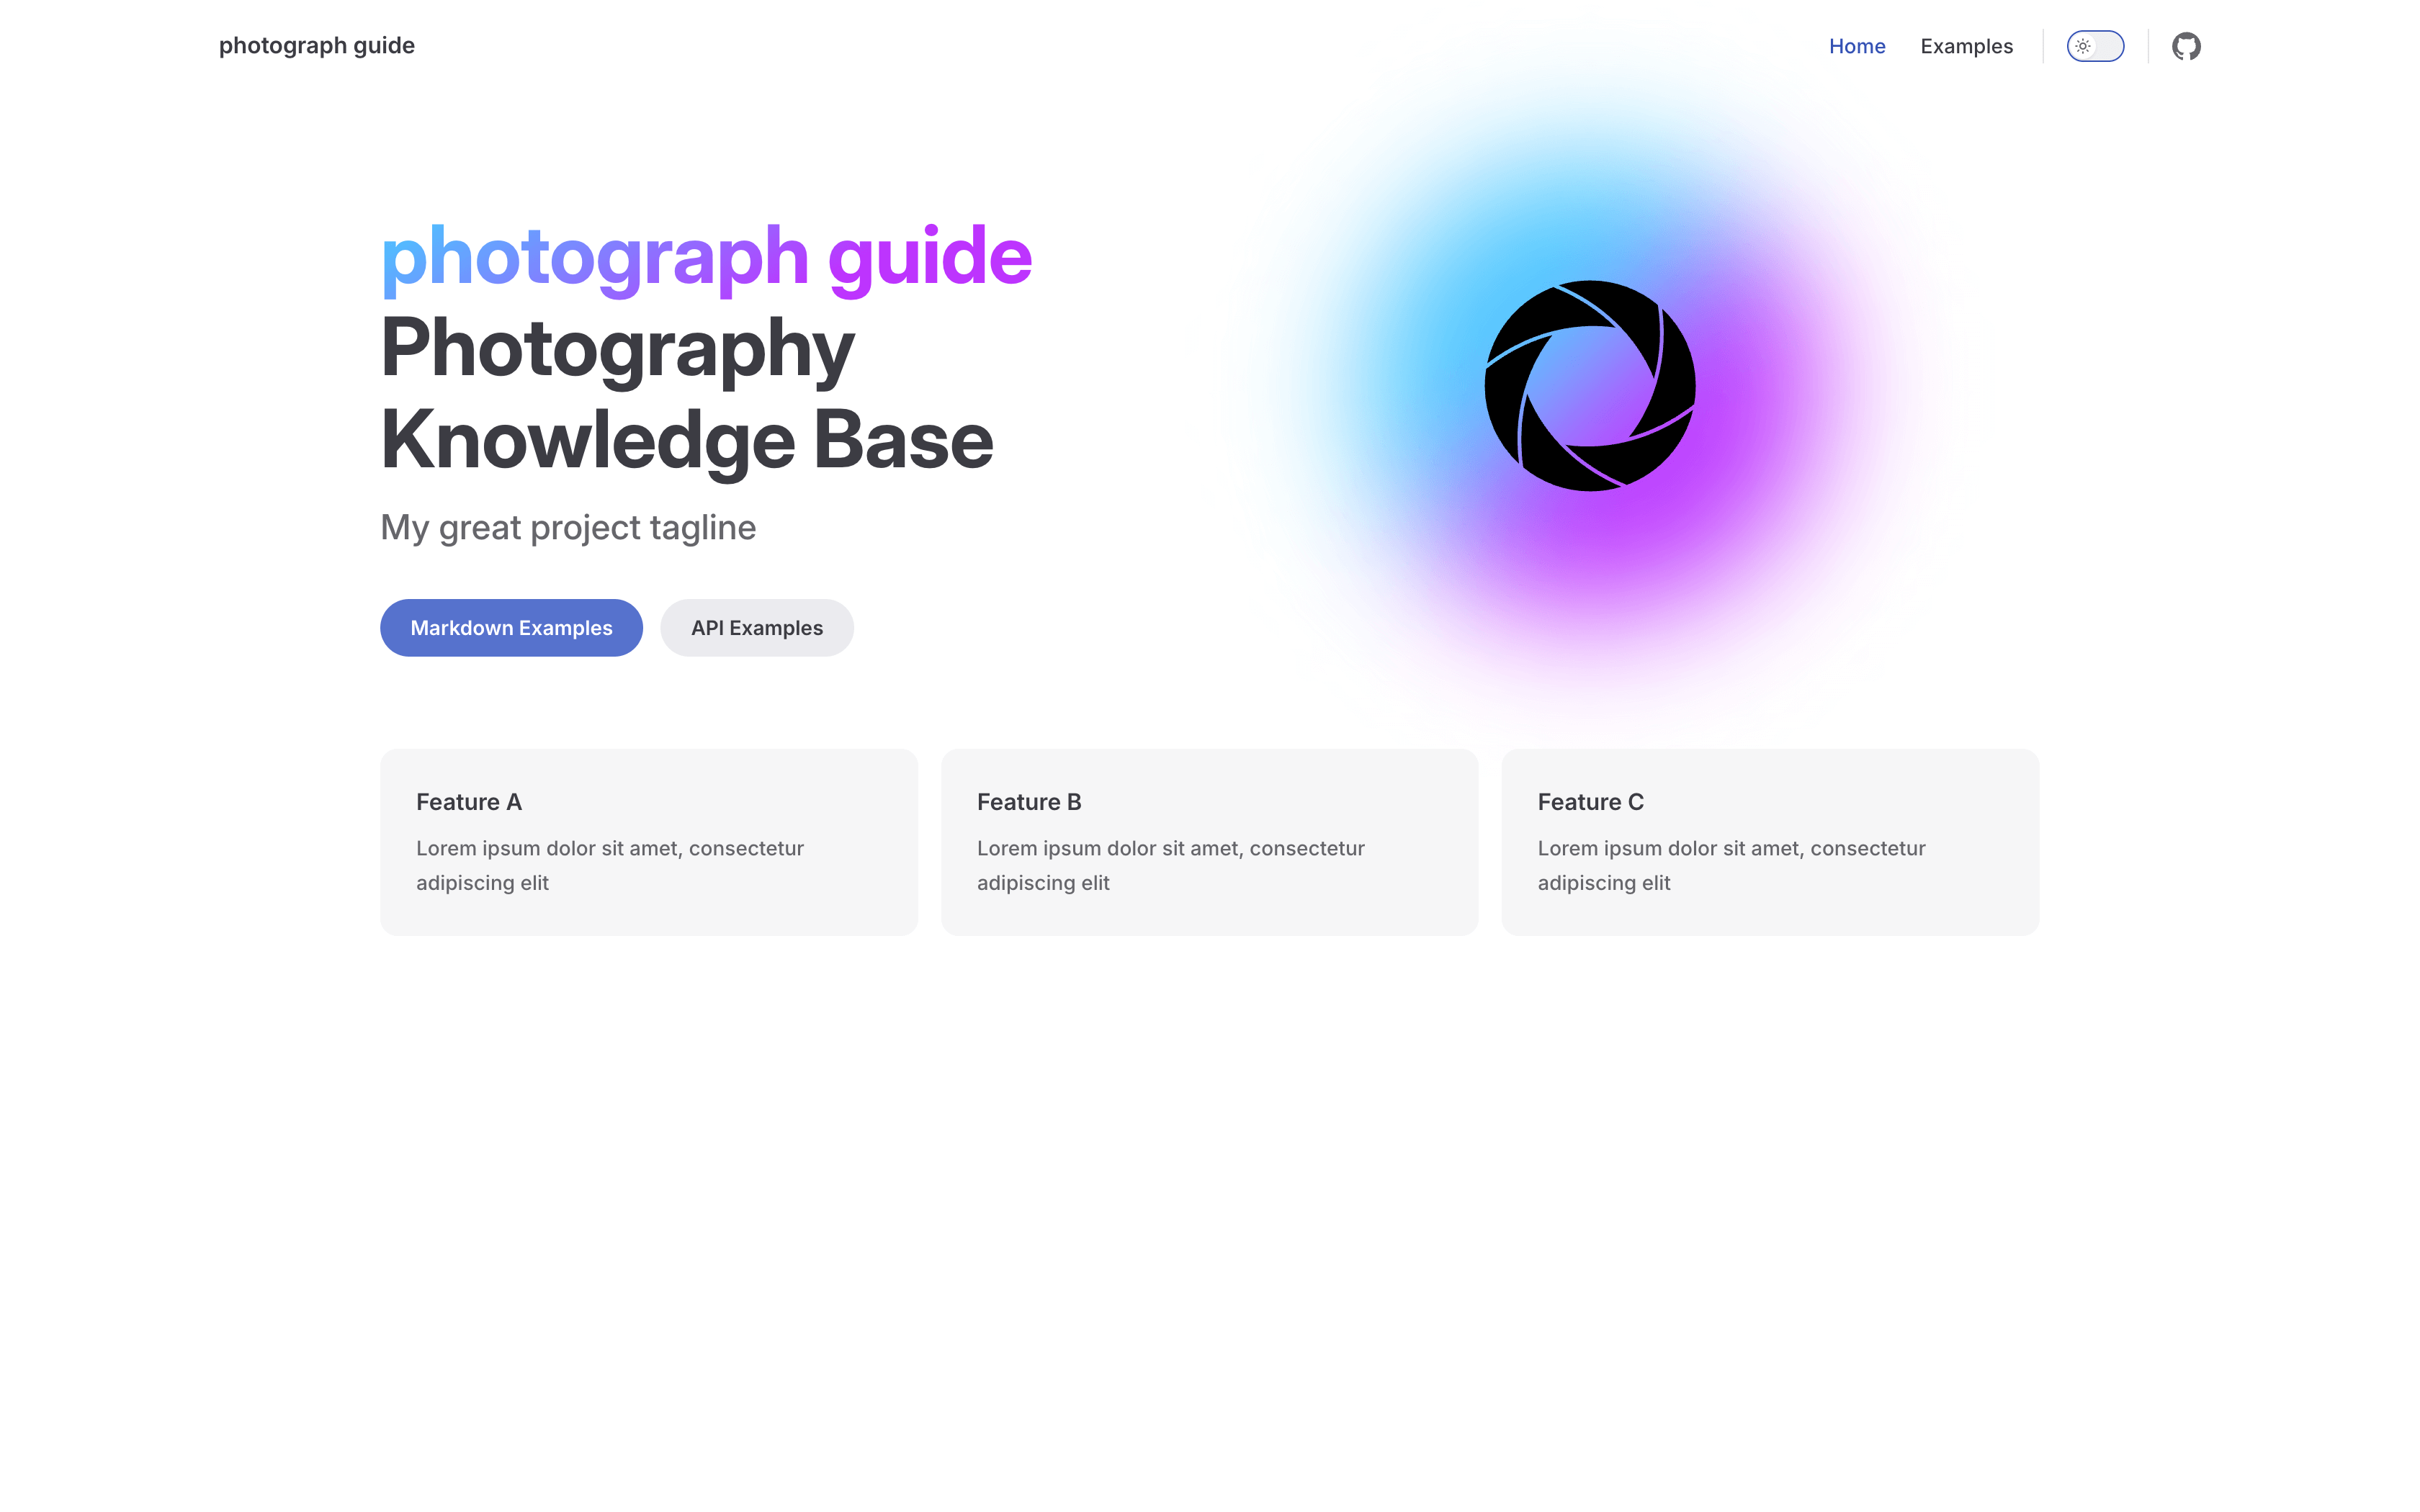 photograph guide
Home
Examples
photograph guide
Photography
Knowledge Base
My great project tagline
Markdown Examples
API Examples
Feature A
Lorem ipsum dolor sit amet, consectetur
adipiscing elit
Feature B
Lorem ipsum dolor sit amet, consectetur
adipiscing elit
Feature C
Lorem ipsum dolor sit amet, consectetur
adipiscing elit